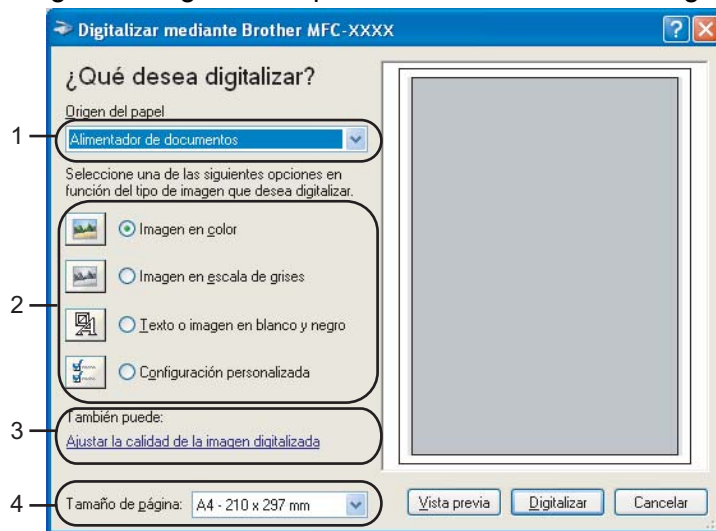 Digitalizar mediante Brother MFC-XXXX
¿Qué desea digitalizar?
Origen del papel
1
Alimentador de documentos
Seleccione una de las siguientes opciones en
función del tipo de imagen que desea digitalizar.
2
Imagen en color
Imagen en escala de grises
Texto o imagen en blanco y negro
Configuración personalizada
3
También puede:
Ajustar la calidad de la imagen digitalizada
4
Tamaño de página: A4 - 210 x 297 mm
Vista previa Digitalizar Cancelar